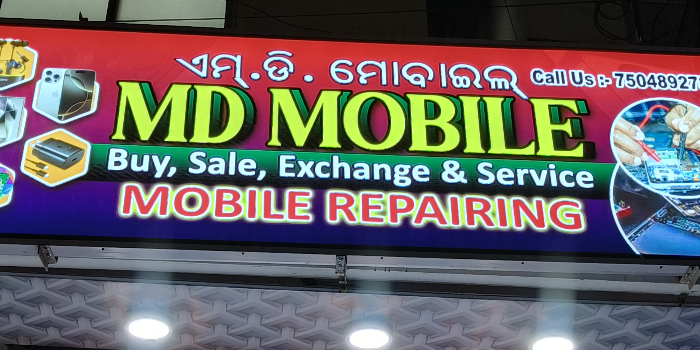 ଏମ୍.ଡି. ମୋବାଇଲ୍
Call Us :- 75048927
MD MOBILE
Buy, Sale, Exchange & Service
MOBILE REPAIRING